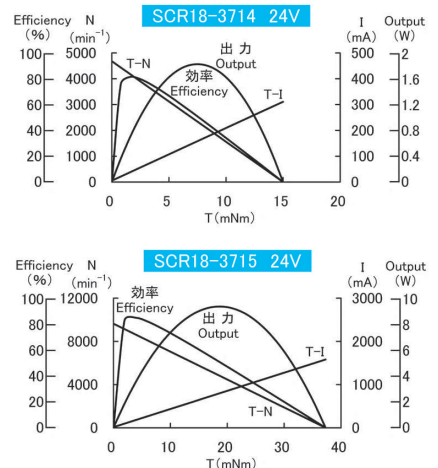 SCR18-3714 24V
Efficiency N
(%) (min⁻¹)
I Output
(mA) (W)
100 5000 500 2
80 4000 400 1.6
60 3000 300 1.2
40 2000 200 0.8
20 1000 100 0.4
0 0 0 0
T-N
出力
Output
効率
Efficiency
T-I
0 5 10 15 20
T(mNm)
SCR18-3715 24V
Efficiency N
(%) (min⁻¹)
I Output
(mA) (W)
100 12000 3000 10
80 8
8000 2000
60 6
40 4000 1000 4
20 2
0 0 0 0
効率
Efficiency
出力
Output
T-I
T-N
0 10 20 30 40
T(mNm)